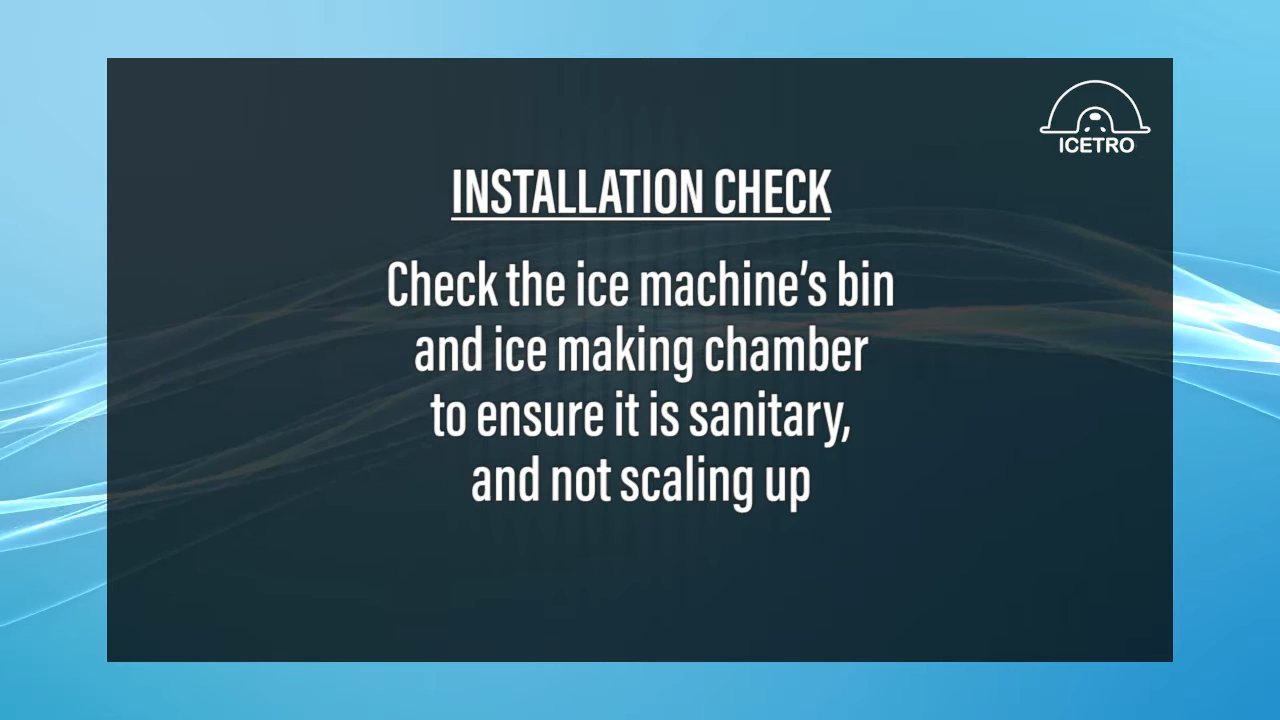 ICETRO
INSTALLATION CHECK
Check the ice machine’s bin
and ice making chamber
to ensure it is sanitary,
and not scaling up